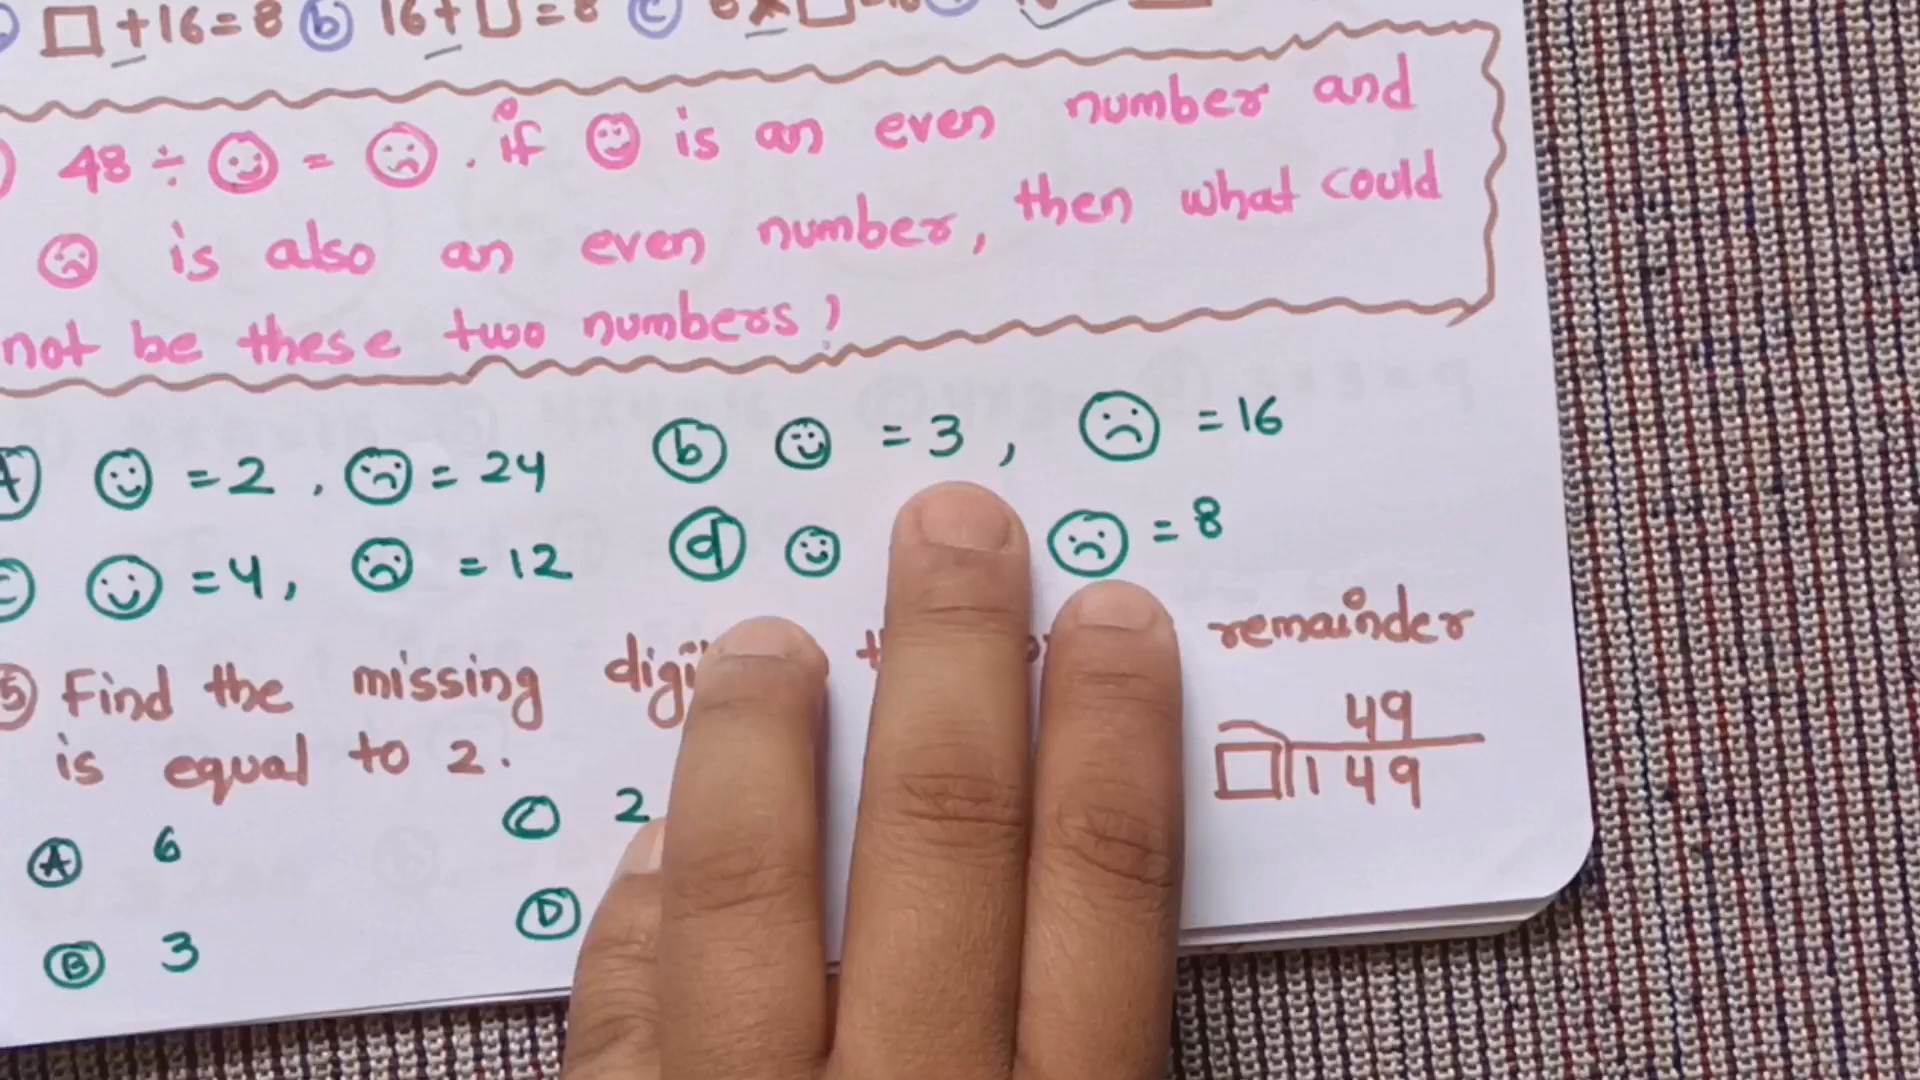 □ + 16 = 8 (b) 16 + □ = 8 (c)
48 ÷ ☺ = ☹. if ☺ is an even number and
☹ is also an even number, then what could
not be these two numbers?
A ☺ = 2, ☹ = 24 (b) ☺ = 3, ☹ = 16
C ☺ = 4, ☹ = 12 (d) ☺ ☹ = 8
5 Find the missing remainder
is equal to 2.
49
□ 149
A 6
C 2
B 3
D